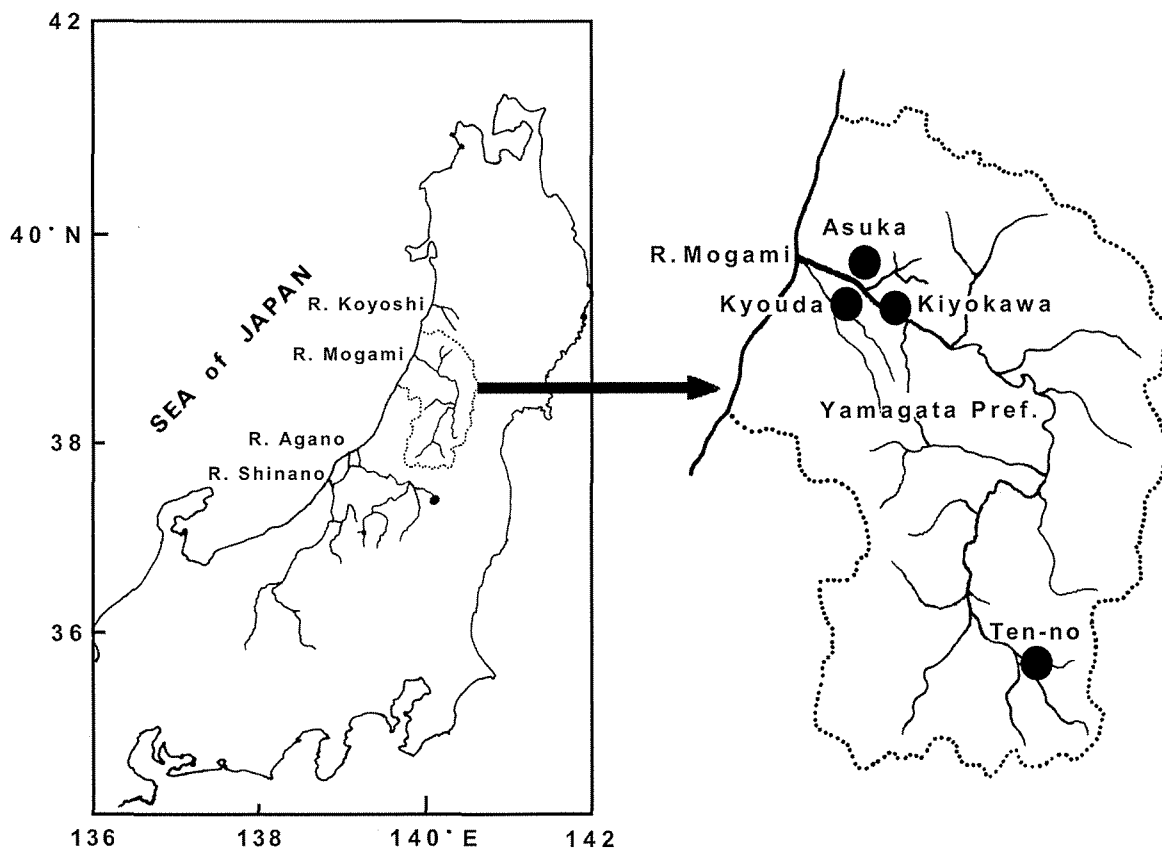 42
40° N
38
36
136
138
140° E
142
SEA of JAPAN
R. Koyoshi
R. Mogami
R. Agano
R. Shinano
Asuka
R. Mogami
Kyouda
Kiyokawa
Yamagata Pref.
Ten-no